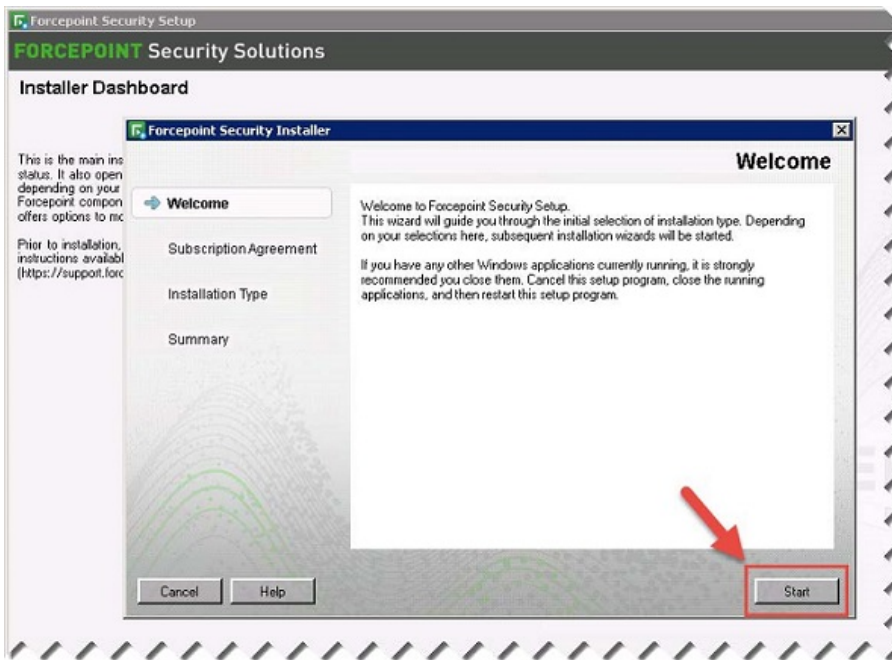 Forcepoint Security Setup
FORCEPOINT Security Solutions
Installer Dashboard
This is the main ins
status. It also open
depending on your
Forcepoint compon
offers options to mo
Prior to installation,
instructions availabl
(https://support.forc
Forcepoint Security Installer
Welcome
Welcome
Subscription Agreement
Installation Type
Summary
Welcome to Forcepoint Security Setup.
This wizard will guide you through the initial selection of installation type. Depending
on your selections here, subsequent installation wizards will be started.
If you have any other Windows applications currently running, it is strongly
recommended you close them. Cancel this setup program, close the running
applications, and then restart this setup program.
Cancel
Help
Start